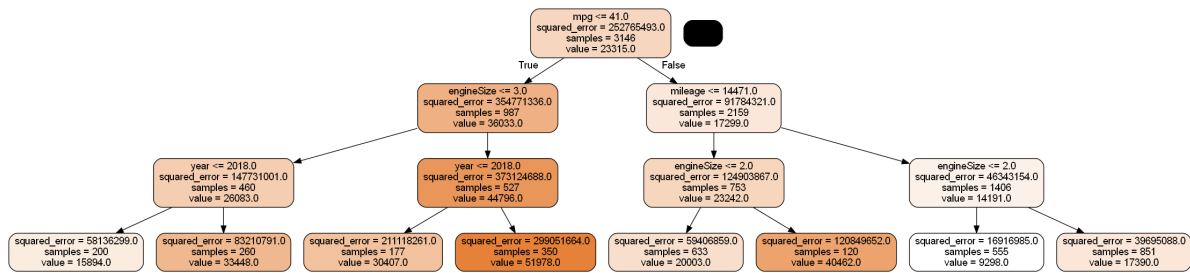 mpg <= 41.0
squared_error = 252765493.0
samples = 3146
value = 23315.0
True
False
engineSize <= 3.0
squared_error = 354771336.0
samples = 987
value = 36033.0
mileage <= 14471.0
squared_error = 91784321.0
samples = 2159
value = 17299.0
year <= 2018.0
squared_error = 147731001.0
samples = 460
value = 26083.0
year <= 2018.0
squared_error = 373124688.0
samples = 527
value = 44796.0
engineSize <= 2.0
squared_error = 124903867.0
samples = 753
value = 23242.0
engineSize <= 2.0
squared_error = 46343154.0
samples = 1406
value = 14191.0
squared_error = 58136299.0
samples = 200
value = 15894.0
squared_error = 83210791.0
samples = 260
value = 33448.0
squared_error = 211118261.0
samples = 177
value = 30407.0
squared_error = 299051664.0
samples = 350
value = 51978.0
squared_error = 59406859.0
samples = 633
value = 20003.0
squared_error = 120849652.0
samples = 120
value = 40462.0
squared_error = 16916985.0
samples = 555
value = 9298.0
squared_error = 39695088.0
samples = 851
value = 17390.0